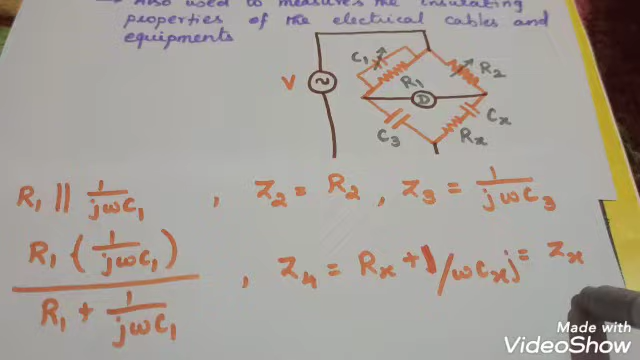 → Also used to measures the insulating
properties of the electrical cables and
equipments
V
C1
R1
R2
D
C3
Cx
Rx
R1 || 1/jωC1 , Z2 = R2 , Z3 = 1/jωC3
R1 (1/jωC1) / R1 + 1/jωC1 , Z4 = Rx + 1/ωCxj = Zx
Made with
VideoShow